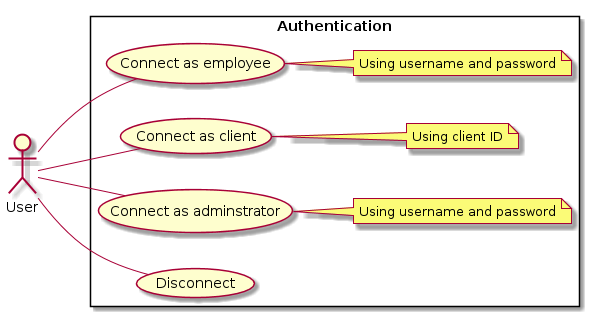 Authentication
Connect as employee
Using username and password
Connect as client
Using client ID
Connect as adminstrator
Using username and password
User
Disconnect